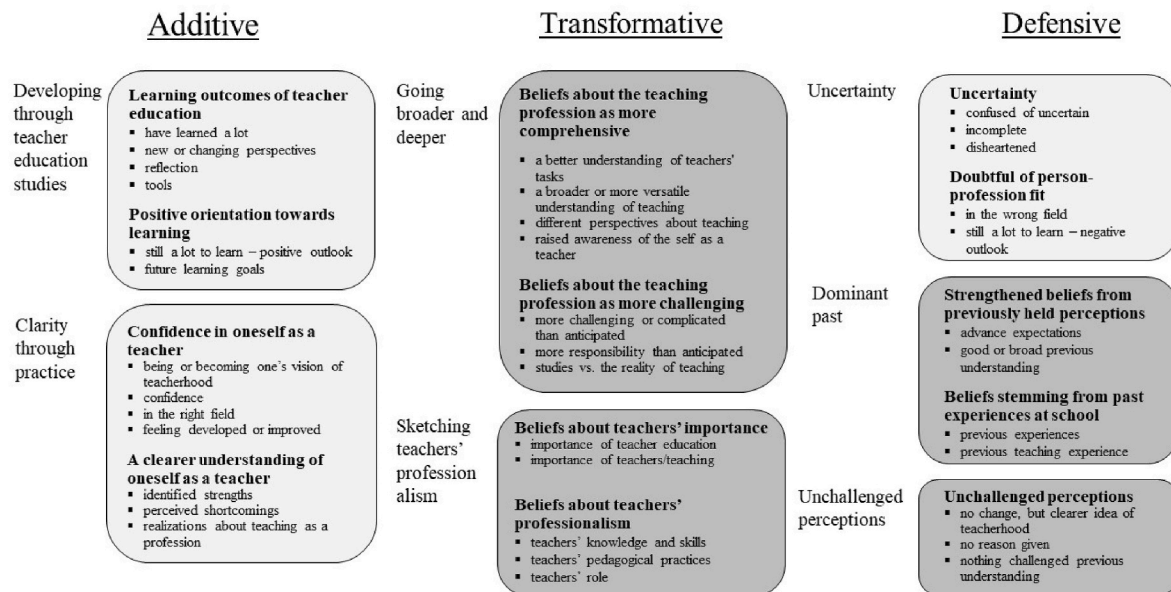 Additive
Developing
through
teacher
education
studies
Learning outcomes of teacher
education
▪ have learned a lot
▪ new or changing perspectives
▪ reflection
▪ tools
Positive orientation towards
learning
▪ still a lot to learn – positive outlook
▪ future learning goals
Clarity
through
practice
Confidence in oneself as a
teacher
▪ being or becoming one's vision of
teacherhood
▪ confidence
▪ in the right field
▪ feeling developed or improved
A clearer understanding of
oneself as a teacher
▪ identified strengths
▪ perceived shortcomings
▪ realizations about teaching as a
profession
Transformative
Going
broader and
deeper
Beliefs about the teaching
profession as more
comprehensive
▪ a better understanding of teachers'
tasks
▪ a broader or more versatile
understanding of teaching
▪ different perspectives about teaching
▪ raised awareness of the self as a
teacher
Beliefs about the teaching
profession as more challenging
▪ more challenging or complicated
than anticipated
▪ more responsibility than anticipated
▪ studies vs. the reality of teaching
Sketching
teachers'
profession
alism
Beliefs about teachers' importance
▪ importance of teacher education
▪ importance of teachers/teaching
Beliefs about teachers'
professionalism
▪ teachers' knowledge and skills
▪ teachers' pedagogical practices
▪ teachers' role
Defensive
Uncertainty
Uncertainty
▪ confused of uncertain
▪ incomplete
▪ disheartened
Doubtful of person-
profession fit
▪ in the wrong field
▪ still a lot to learn – negative
outlook
Dominant
past
Strengthened beliefs from
previously held perceptions
▪ advance expectations
▪ good or broad previous
understanding
Beliefs stemming from past
experiences at school
▪ previous experiences
▪ previous teaching experience
Unchallenged
perceptions
Unchallenged perceptions
▪ no change, but clearer idea of
teacherhood
▪ no reason given
▪ nothing challenged previous
understanding